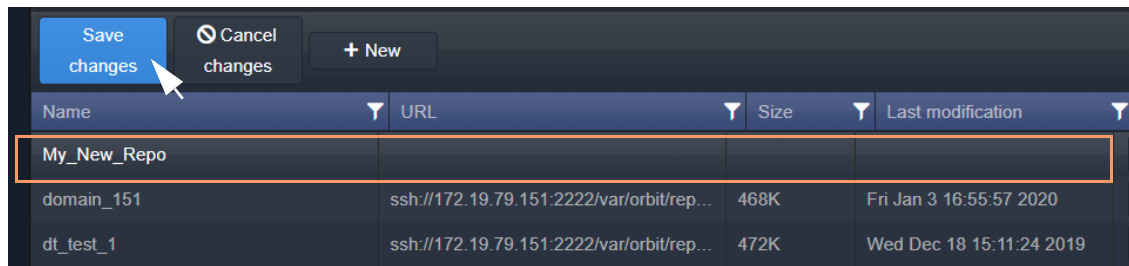 Save changes
Cancel changes
+ New
Name URL Size Last modification
My_New_Repo
domain_151 ssh://172.19.79.151:2222/var/orbit/rep... 468K Fri Jan 3 16:55:57 2020
dt_test_1 ssh://172.19.79.151:2222/var/orbit/rep... 472K Wed Dec 18 15:11:24 2019